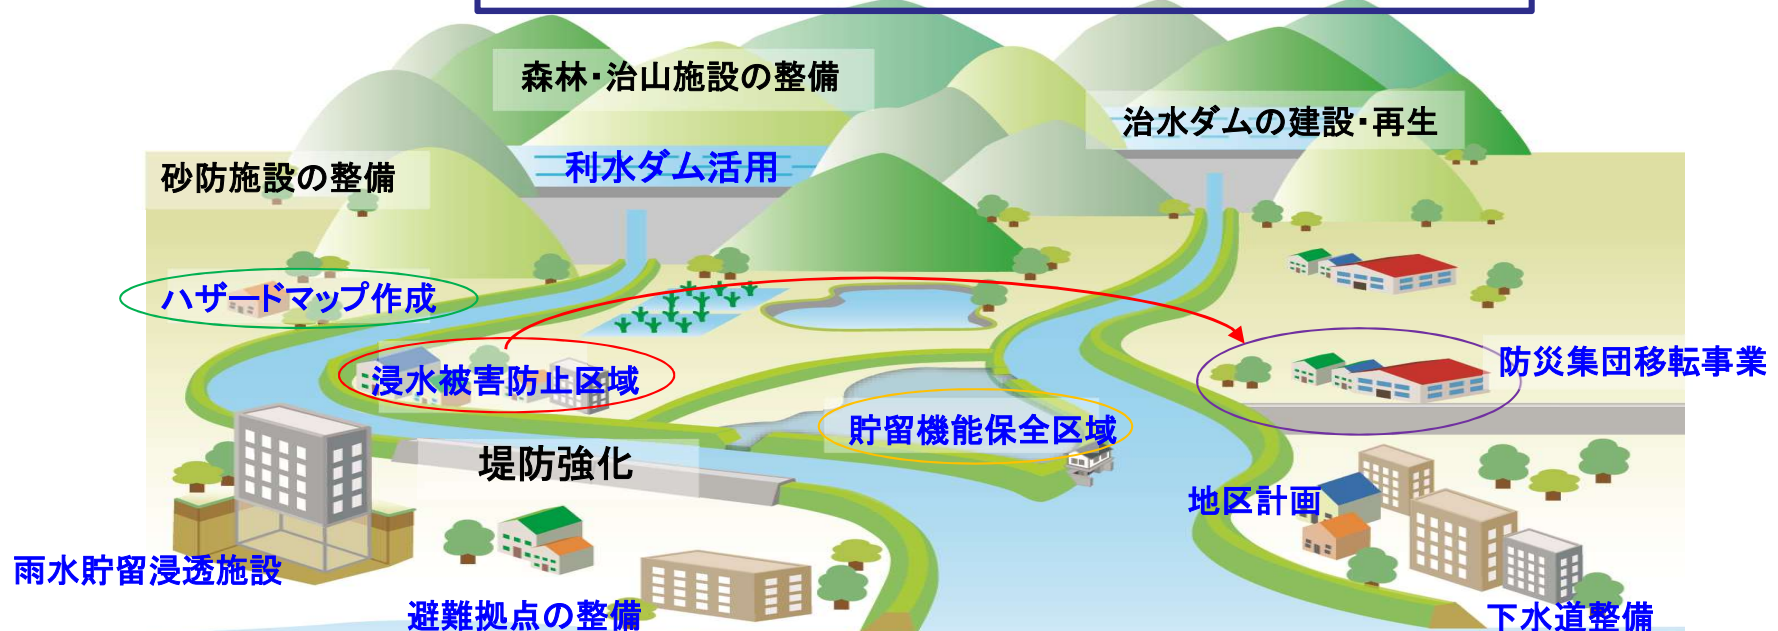 森林・治山施設の整備
治水ダムの建設・再生
利水ダム活用
砂防施設の整備
ハザードマップ作成
浸水被害防止区域
防災集団移転事業
貯留機能保全区域
堤防強化
地区計画
雨水貯留浸透施設
避難拠点の整備
下水道整備